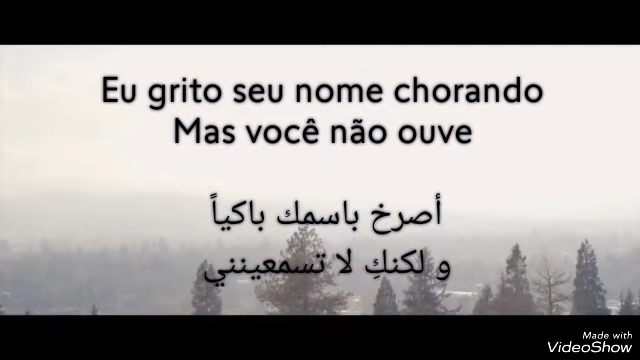 Eu grito seu nome chorando
Mas você não ouve
أصرخ باسمك باكياً
و لكنكِ لا تسمعينني
Made with
VideoShow